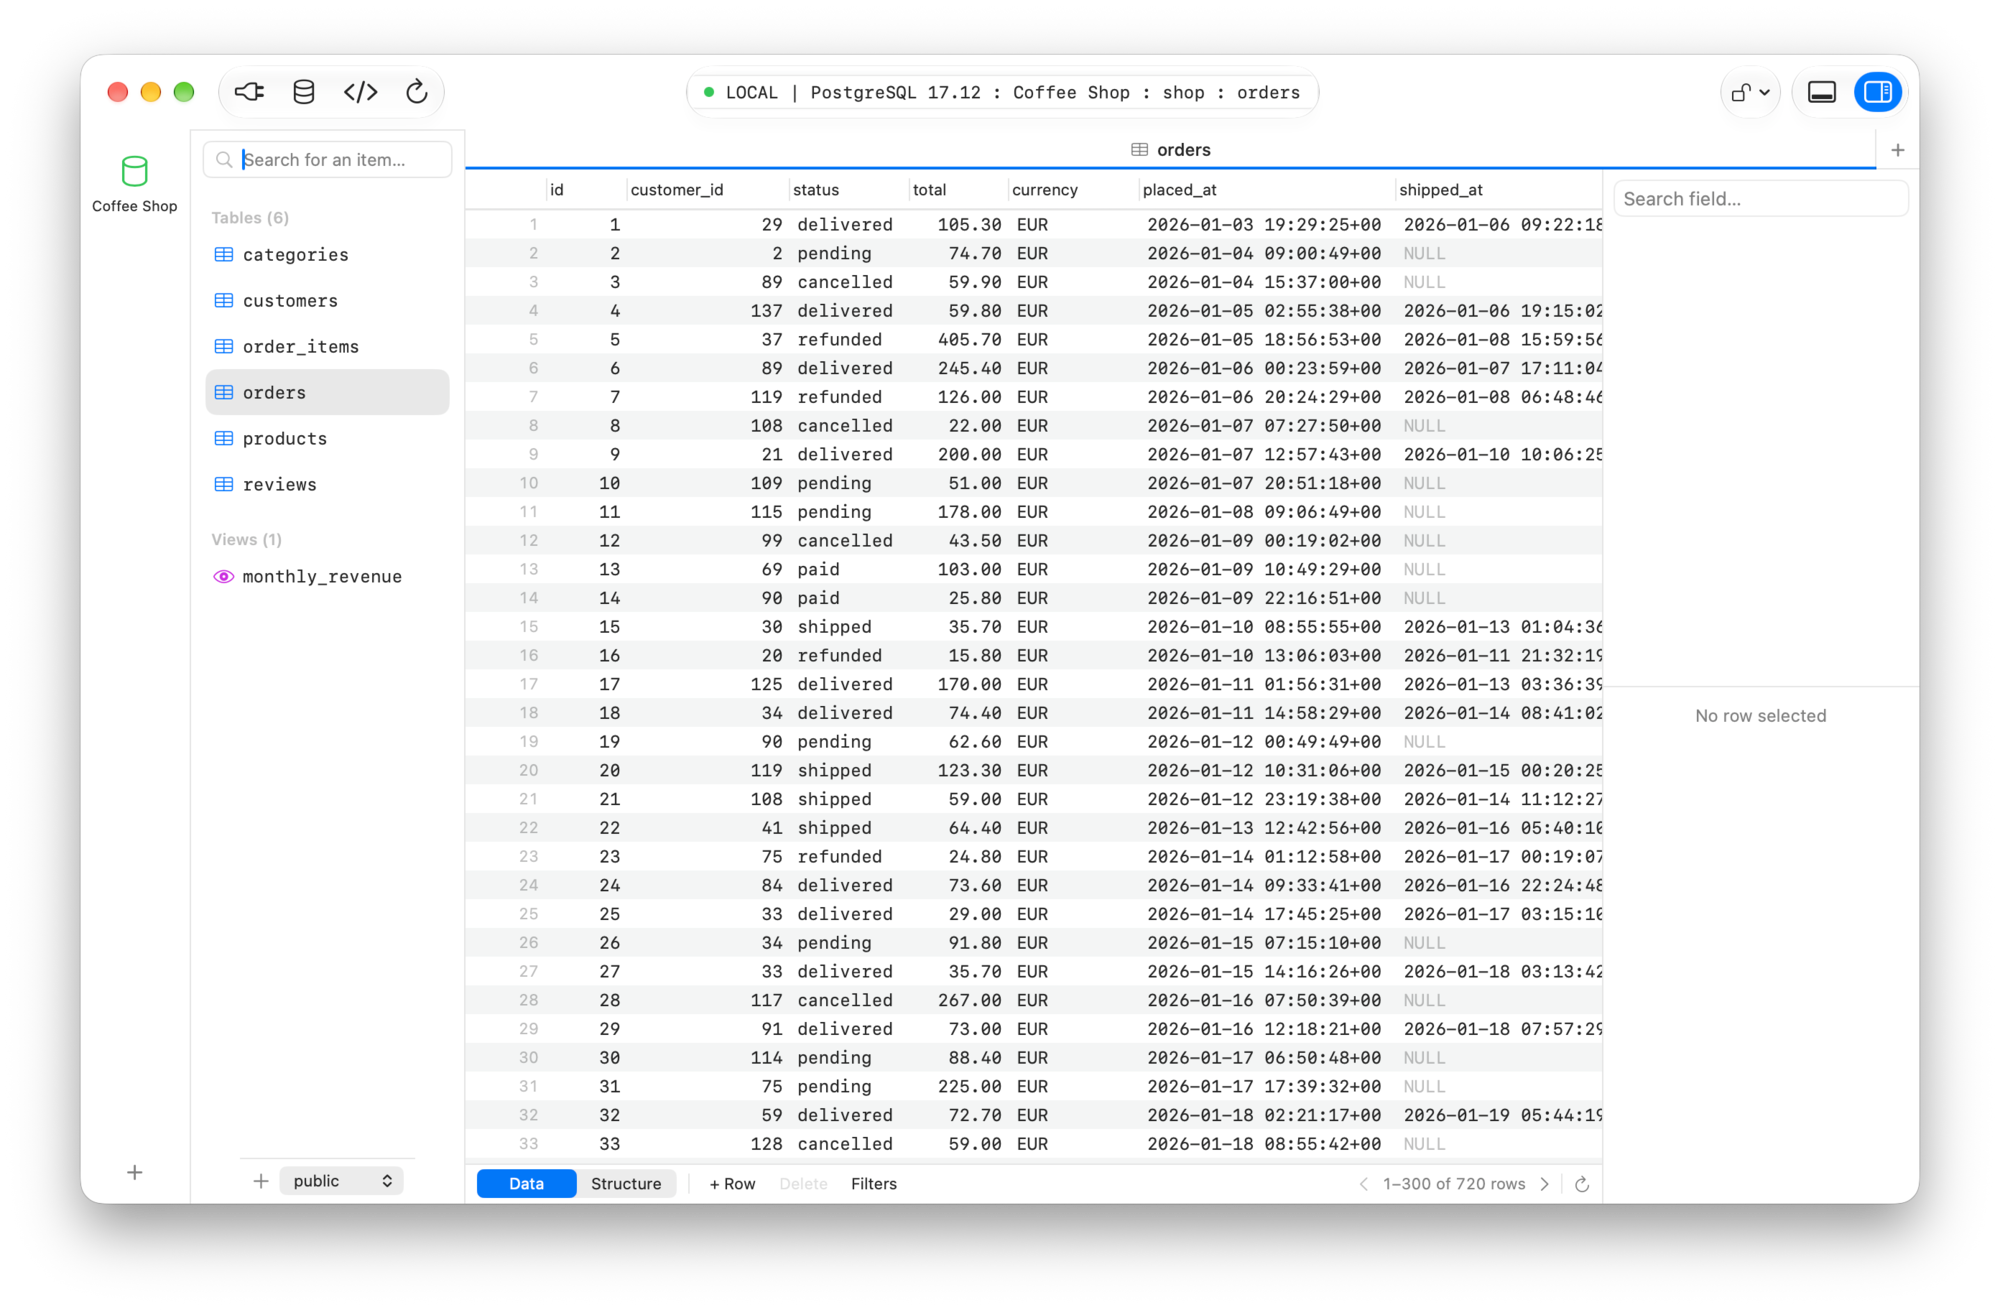 LOCAL | PostgreSQL 17.12 : Coffee Shop : shop : orders
Coffee Shop
Search for an item...
Tables (6)
categories
customers
order_items
orders
products
reviews
Views (1)
monthly_revenue
public
orders
id customer_id status total currency placed_at shipped_at
1 1 29 delivered 105.30 EUR 2026-01-03 19:29:25+00 2026-01-06 09:22:18
2 2 2 pending 74.70 EUR 2026-01-04 09:00:49+00 NULL
3 3 89 cancelled 59.90 EUR 2026-01-04 15:37:00+00 NULL
4 4 137 delivered 59.80 EUR 2026-01-05 02:55:38+00 2026-01-06 19:15:02
5 5 37 refunded 405.70 EUR 2026-01-05 18:56:53+00 2026-01-08 15:59:56
6 6 89 delivered 245.40 EUR 2026-01-06 00:23:59+00 2026-01-07 17:11:04
7 7 119 refunded 126.00 EUR 2026-01-06 20:24:29+00 2026-01-08 06:48:46
8 8 108 cancelled 22.00 EUR 2026-01-07 07:27:50+00 NULL
9 9 21 delivered 200.00 EUR 2026-01-07 12:57:43+00 2026-01-10 10:06:25
10 10 109 pending 51.00 EUR 2026-01-07 20:51:18+00 NULL
11 11 115 pending 178.00 EUR 2026-01-08 09:06:49+00 NULL
12 12 99 cancelled 43.50 EUR 2026-01-09 00:19:02+00 NULL
13 13 69 paid 103.00 EUR 2026-01-09 10:49:29+00 NULL
14 14 90 paid 25.80 EUR 2026-01-09 22:16:51+00 NULL
15 15 30 shipped 35.70 EUR 2026-01-10 08:55:55+00 2026-01-13 01:04:36
16 16 20 refunded 15.80 EUR 2026-01-10 13:06:03+00 2026-01-11 21:32:19
17 17 125 delivered 170.00 EUR 2026-01-11 01:56:31+00 2026-01-13 03:36:39
18 18 34 delivered 74.40 EUR 2026-01-11 14:58:29+00 2026-01-14 08:41:02
19 19 90 pending 62.60 EUR 2026-01-12 00:49:49+00 NULL
20 20 119 shipped 123.30 EUR 2026-01-12 10:31:06+00 2026-01-15 00:20:25
21 21 108 shipped 59.00 EUR 2026-01-12 23:19:38+00 2026-01-14 11:12:27
22 22 41 shipped 64.40 EUR 2026-01-13 12:42:56+00 2026-01-16 05:40:10
23 23 75 refunded 24.80 EUR 2026-01-14 01:12:58+00 2026-01-17 00:19:07
24 24 84 delivered 73.60 EUR 2026-01-14 09:33:41+00 2026-01-16 22:24:48
25 25 33 delivered 29.00 EUR 2026-01-14 17:45:25+00 2026-01-17 03:15:10
26 26 34 pending 91.80 EUR 2026-01-15 07:15:10+00 NULL
27 27 33 delivered 35.70 EUR 2026-01-15 14:16:26+00 2026-01-18 03:13:42
28 28 117 cancelled 267.00 EUR 2026-01-16 07:50:39+00 NULL
29 29 91 delivered 73.00 EUR 2026-01-16 12:18:21+00 2026-01-18 07:57:29
30 30 114 pending 88.40 EUR 2026-01-17 06:50:48+00 NULL
31 31 75 pending 225.00 EUR 2026-01-17 17:39:32+00 NULL
32 32 59 delivered 72.70 EUR 2026-01-18 02:21:17+00 2026-01-19 05:44:19
33 33 128 cancelled 59.00 EUR 2026-01-18 08:55:42+00 NULL
Data Structure + Row Delete Filters 1–300 of 720 rows
Search field...
No row selected